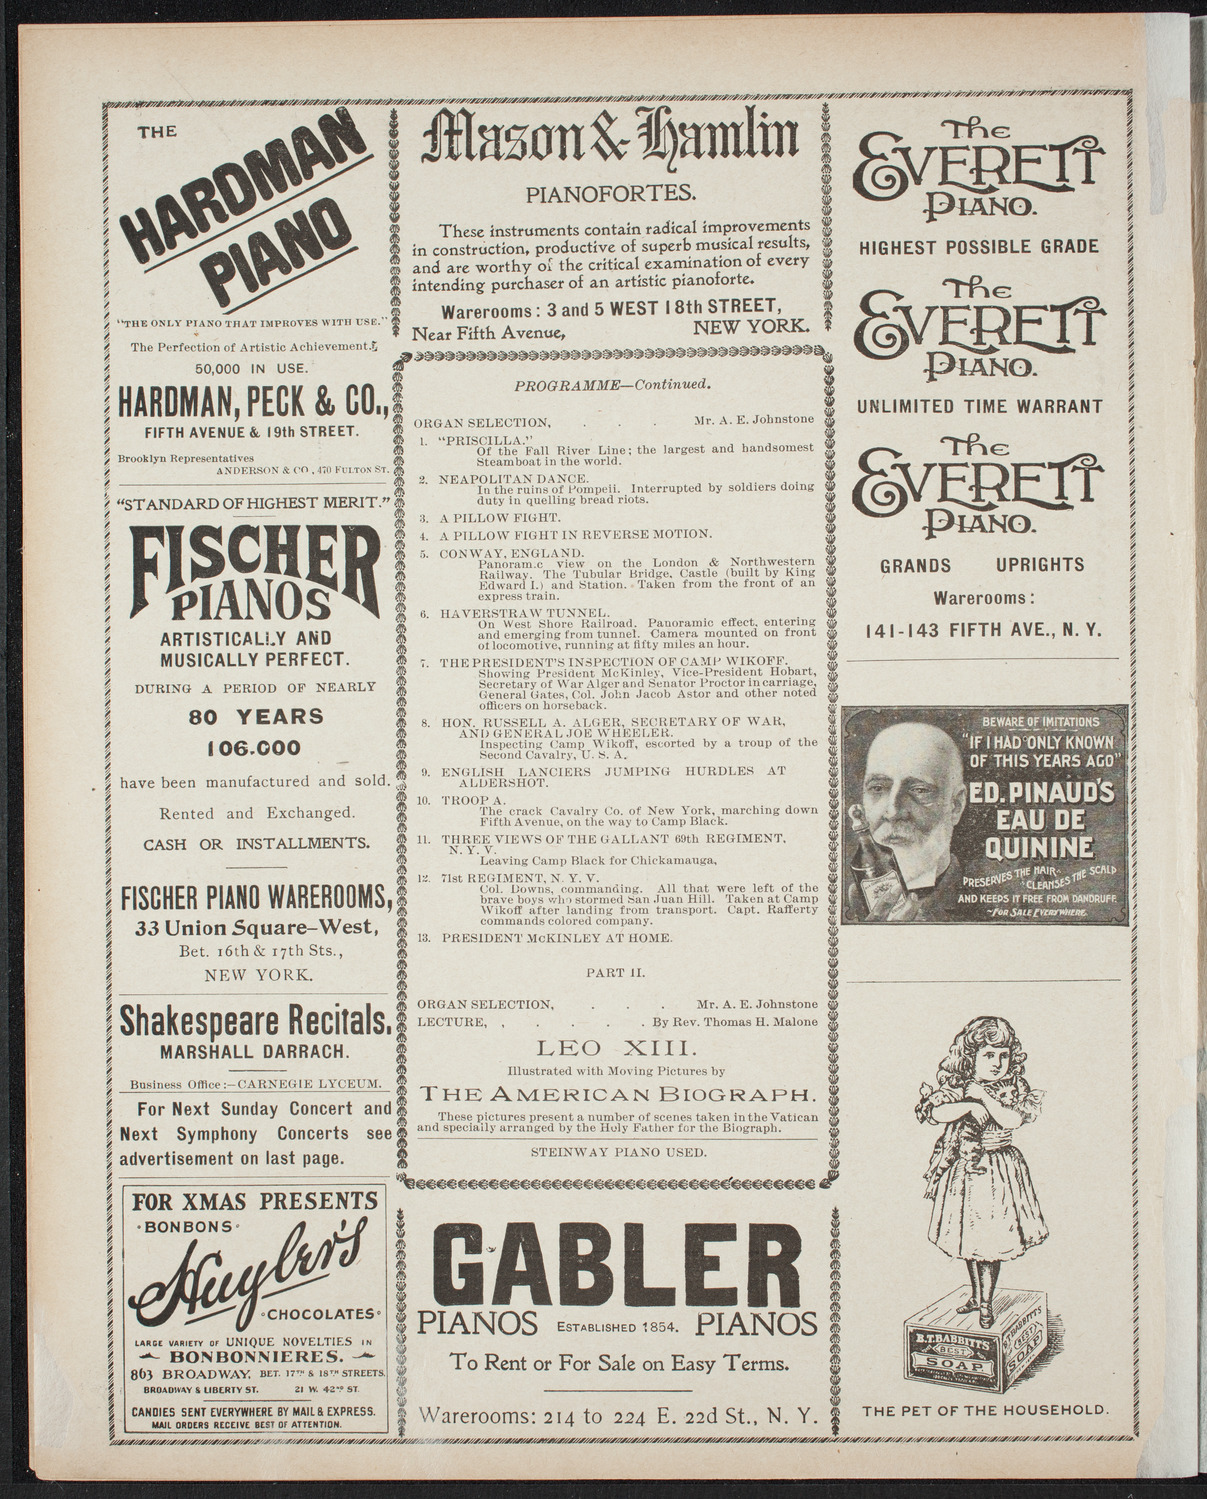 THE
HARDMAN
PIANO
"THE ONLY PIANO THAT IMPROVES WITH USE."
The Perfection of Artistic Achievement.
50,000 IN USE.
HARDMAN, PECK & CO.,
FIFTH AVENUE & 19th STREET.
Brooklyn Representatives
ANDERSON & CO., 470 FULTON ST.
"STANDARD OF HIGHEST MERIT."
FISCHER
PIANOS
ARTISTICALLY AND
MUSICALLY PERFECT.
DURING A PERIOD OF NEARLY
80 YEARS
106.000
have been manufactured and sold.
Rented and Exchanged.
CASH OR INSTALLMENTS.
FISCHER PIANO WAREROOMS,
33 Union Square–West,
Bet. 16th & 17th Sts.,
NEW YORK.
Shakespeare Recitals.
MARSHALL DARRACH.
Business Office:—CARNEGIE LYCEUM.
For Next Sunday Concert and
Next Symphony Concerts see
advertisement on last page.
FOR XMAS PRESENTS
·BONBONS·
Huyler's
·CHOCOLATES·
LARGE VARIETY OF UNIQUE NOVELTIES IN
BONBONNIERES.
863 BROADWAY, BET. 17TH & 18TH STREETS.
BROADWAY & LIBERTY ST. 21 W. 42ND ST.
CANDIES SENT EVERYWHERE BY MAIL & EXPRESS.
MAIL ORDERS RECEIVE BEST OF ATTENTION.
Mason & Hamlin
PIANOFORTES.
These instruments contain radical improvements
in construction, productive of superb musical results,
and are worthy of the critical examination of every
intending purchaser of an artistic pianoforte.
Warerooms: 3 and 5 WEST 18th STREET,
Near Fifth Avenue, NEW YORK.
PROGRAMME—Continued.
ORGAN SELECTION, . . . Mr. A. E. Johnstone
1. "PRISCILLA."
Of the Fall River Line; the largest and handsomest
Steamboat in the world.
2. NEAPOLITAN DANCE.
In the ruins of Pompeii. Interrupted by soldiers doing
duty in quelling bread riots.
3. A PILLOW FIGHT.
4. A PILLOW FIGHT IN REVERSE MOTION.
5. CONWAY, ENGLAND.
Panoram.c view on the London & Northwestern
Railway. The Tubular Bridge, Castle (built by King
Edward I.) and Station. Taken from the front of an
express train.
6. HAVERSTRAW TUNNEL.
On West Shore Railroad. Panoramic effect, entering
and emerging from tunnel. Camera mounted on front
of locomotive, running at fifty miles an hour.
7. THE PRESIDENT'S INSPECTION OF CAMP WIKOFF.
Showing President McKinley, Vice-President Hobart,
Secretary of War Alger and Senator Proctor in carriage,
General Gates, Col. John Jacob Astor and other noted
officers on horseback.
8. HON. RUSSELL A. ALGER, SECRETARY OF WAR,
AND GENERAL JOE WHEELER.
Inspecting Camp Wikoff, escorted by a troup of the
Second Cavalry, U. S. A.
9. ENGLISH LANCIERS JUMPING HURDLES AT
ALDERSHOT.
10. TROOP A.
The crack Cavalry Co. of New York, marching down
Fifth Avenue, on the way to Camp Black.
11. THREE VIEWS OF THE GALLANT 69th REGIMENT,
N. Y. V.
Leaving Camp Black for Chickamauga,
12. 71st REGIMENT, N. Y. V.
Col. Downs, commanding. All that were left of the
brave boys who stormed San Juan Hill. Taken at Camp
Wikoff after landing from transport. Capt. Rafferty
commands colored company.
13. PRESIDENT McKINLEY AT HOME.
PART II.
ORGAN SELECTION, . . . Mr. A. E. Johnstone
LECTURE, , . . . . By Rev. Thomas H. Malone
LEO XIII.
Illustrated with Moving Pictures by
THE AMERICAN BIOGRAPH.
These pictures present a number of scenes taken in the Vatican
and specially arranged by the Holy Father for the Biograph.
STEINWAY PIANO USED.
GABLER
PIANOS ESTABLISHED 1854. PIANOS
To Rent or For Sale on Easy Terms.
Warerooms: 214 to 224 E. 22d St., N. Y.
The
EVERETT
PIANO.
HIGHEST POSSIBLE GRADE
The
EVERETT
PIANO.
UNLIMITED TIME WARRANT
The
EVERETT
PIANO.
GRANDS UPRIGHTS
Warerooms:
141-143 FIFTH AVE., N. Y.
BEWARE OF IMITATIONS
"IF I HAD ONLY KNOWN
OF THIS YEARS AGO"
ED. PINAUD'S
EAU DE
QUININE
PRESERVES THE HAIR-
CLEANSES THE SCALP
AND KEEPS IT FREE FROM DANDRUFF.
~FOR SALE EVERYWHERE.
B.T. BABBITT'S
BEST
SOAP
B.T. BABBITT'S
BEST
SOAP
THE PET OF THE HOUSEHOLD.